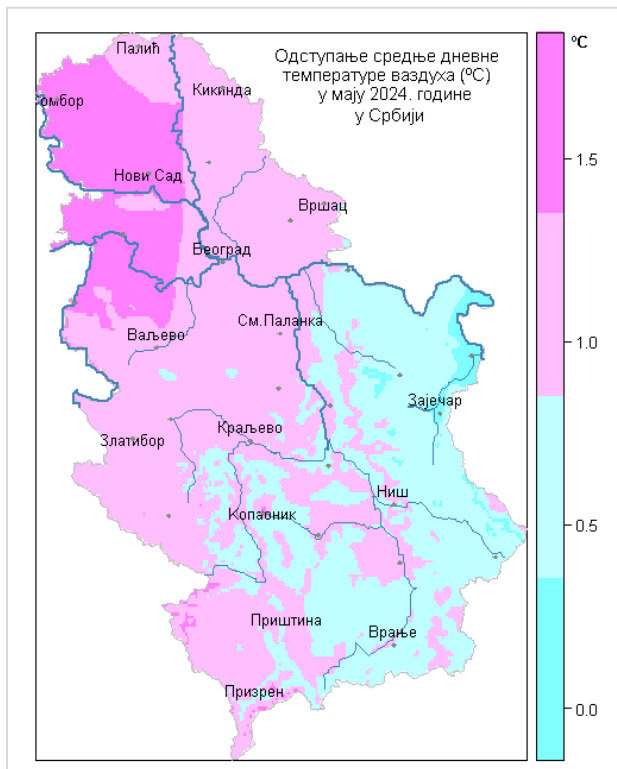 Одступање средње дневне
температуре ваздуха (ºC)
у мају 2024. године
у Србији
ºC
Палић
Кикинда
омбор
1.5
Нови Сад
Вршац
Београд
См.Паланка
1.0
Ваљево
Зајечар
Краљево
Златибор
Ниш
0.5
Копаоник
Приштина
Врање
Призрен
0.0